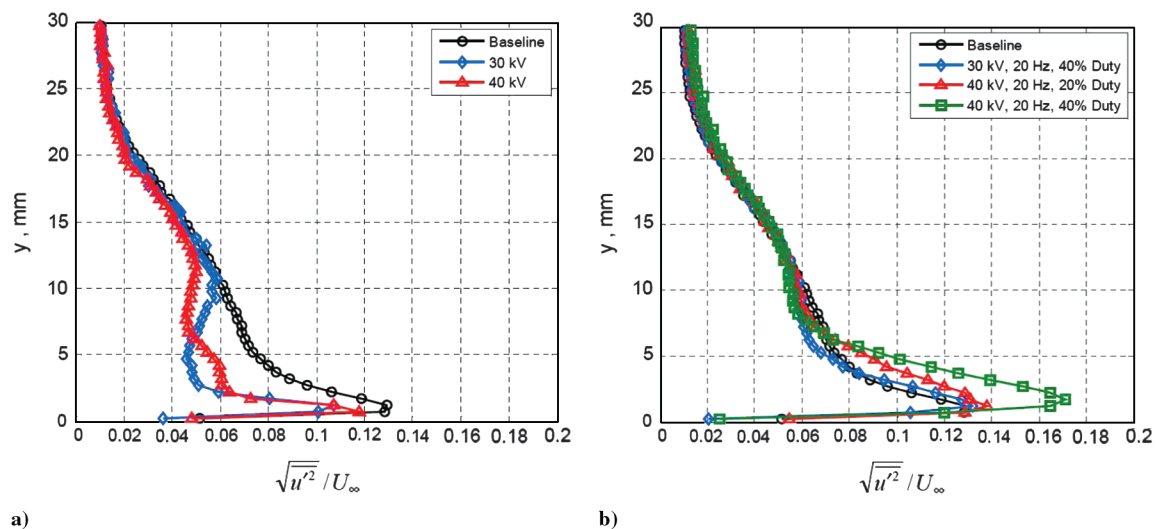 30
25
20
15
10
5
0
y , mm
0
0.02
0.04
0.06
0.08
0.1
0.12
0.14
0.16
0.18
0.2
√u′² / U∞
Baseline
30 kV
40 kV
a)
30
25
20
15
10
5
0
y , mm
0
0.02
0.04
0.06
0.08
0.1
0.12
0.14
0.16
0.18
0.2
√u′² / U∞
Baseline
30 kV, 20 Hz, 40% Duty
40 kV, 20 Hz, 20% Duty
40 kV, 20 Hz, 40% Duty
b)